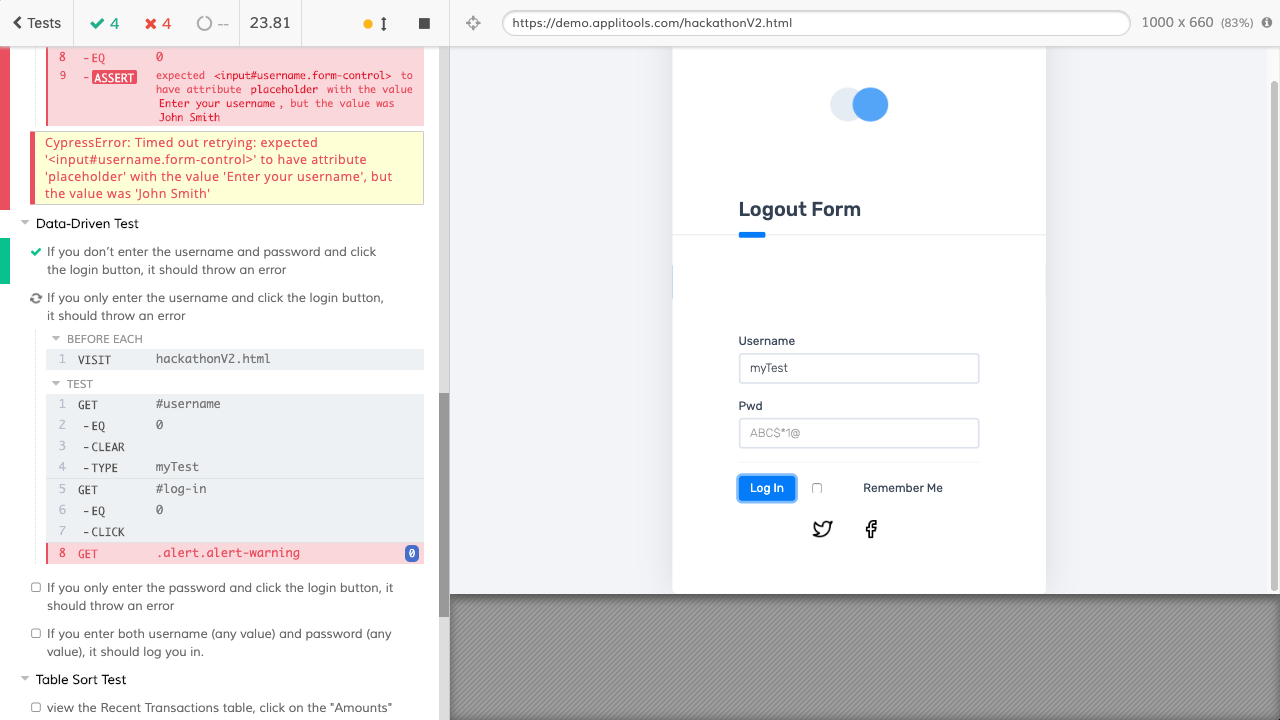 Tests
4
4
--
23.81
https://demo.applitools.com/hackathonV2.html
1000 x 660 (83%)
8 -EQ 0
9 -ASSERT expected <input#username.form-control> to
have attribute placeholder with the value
Enter your username, but the value was
John Smith
CypressError: Timed out retrying: expected
'<input#username.form-control>' to have attribute
'placeholder' with the value 'Enter your username', but
the value was 'John Smith'
Data-Driven Test
If you don't enter the username and password and click
the login button, it should throw an error
If you only enter the username and click the login button,
it should throw an error
BEFORE EACH
1 VISIT hackathonV2.html
TEST
1 GET #username
2 -EQ 0
3 -CLEAR
4 -TYPE myTest
5 GET #log-in
6 -EQ 0
7 -CLICK
8 GET .alert.alert-warning 0
If you only enter the password and click the login button, it
should throw an error
If you enter both username (any value) and password (any
value), it should log you in.
Table Sort Test
view the Recent Transactions table, click on the "Amounts"
Logout Form
Username
myTest
Pwd
ABC$*1@
Log In
Remember Me